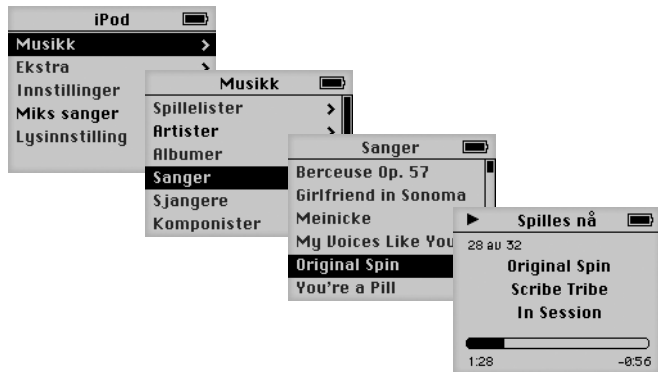 iPod
Musikk
Ekstra
Innstillinger
Miks sanger
Lysinnstilling
Musikk
Spillelister
Artister
Albumer
Sanger
Sjangere
Komponister
Sanger
Berceuse Op. 57
Girlfriend in Sonoma
Meinicke
My Voices Like You
Original Spin
You're a Pill
Spilles nå
28 av 32
Original Spin
Scribe Tribe
In Session
1:28 -0:56